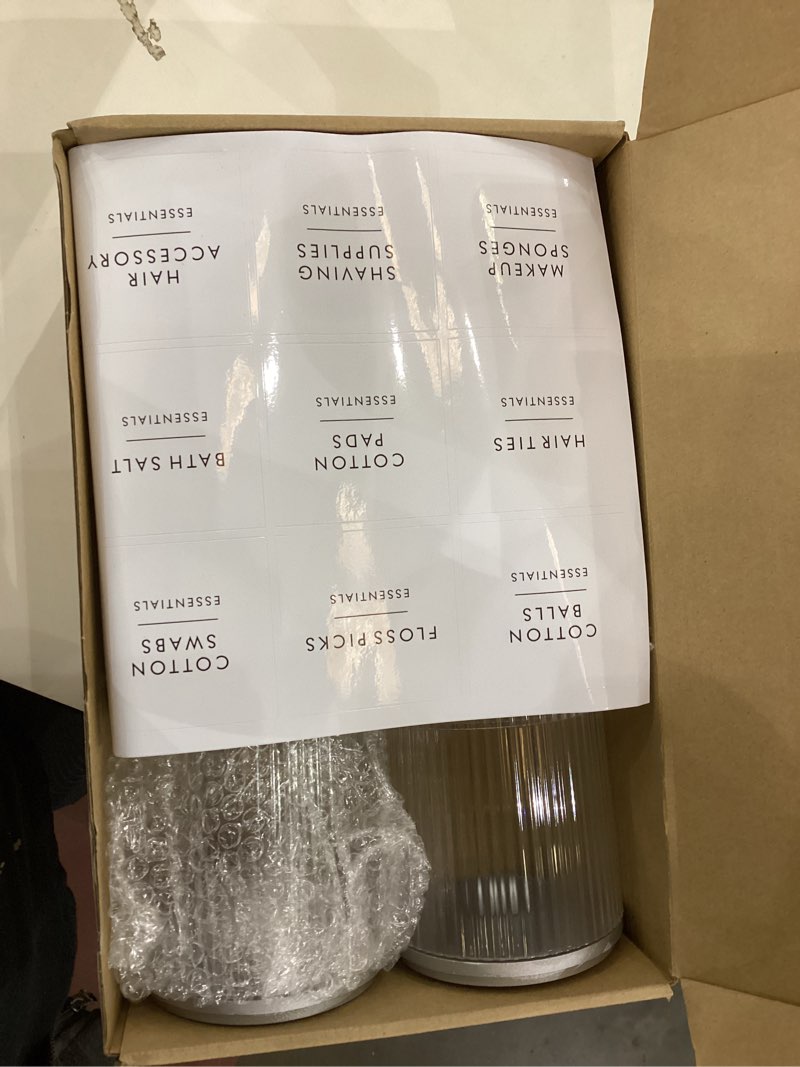 COTTON
BALLS
ESSENTIALS
FLOSS PICKS
ESSENTIALS
COTTON
SWABS
ESSENTIALS
HAIR TIES
ESSENTIALS
COTTON
PADS
ESSENTIALS
BATH SALT
ESSENTIALS
MAKEUP
SPONGES
ESSENTIALS
SHAVING
SUPPLIES
ESSENTIALS
HAIR
ACCESSORY
ESSENTIALS